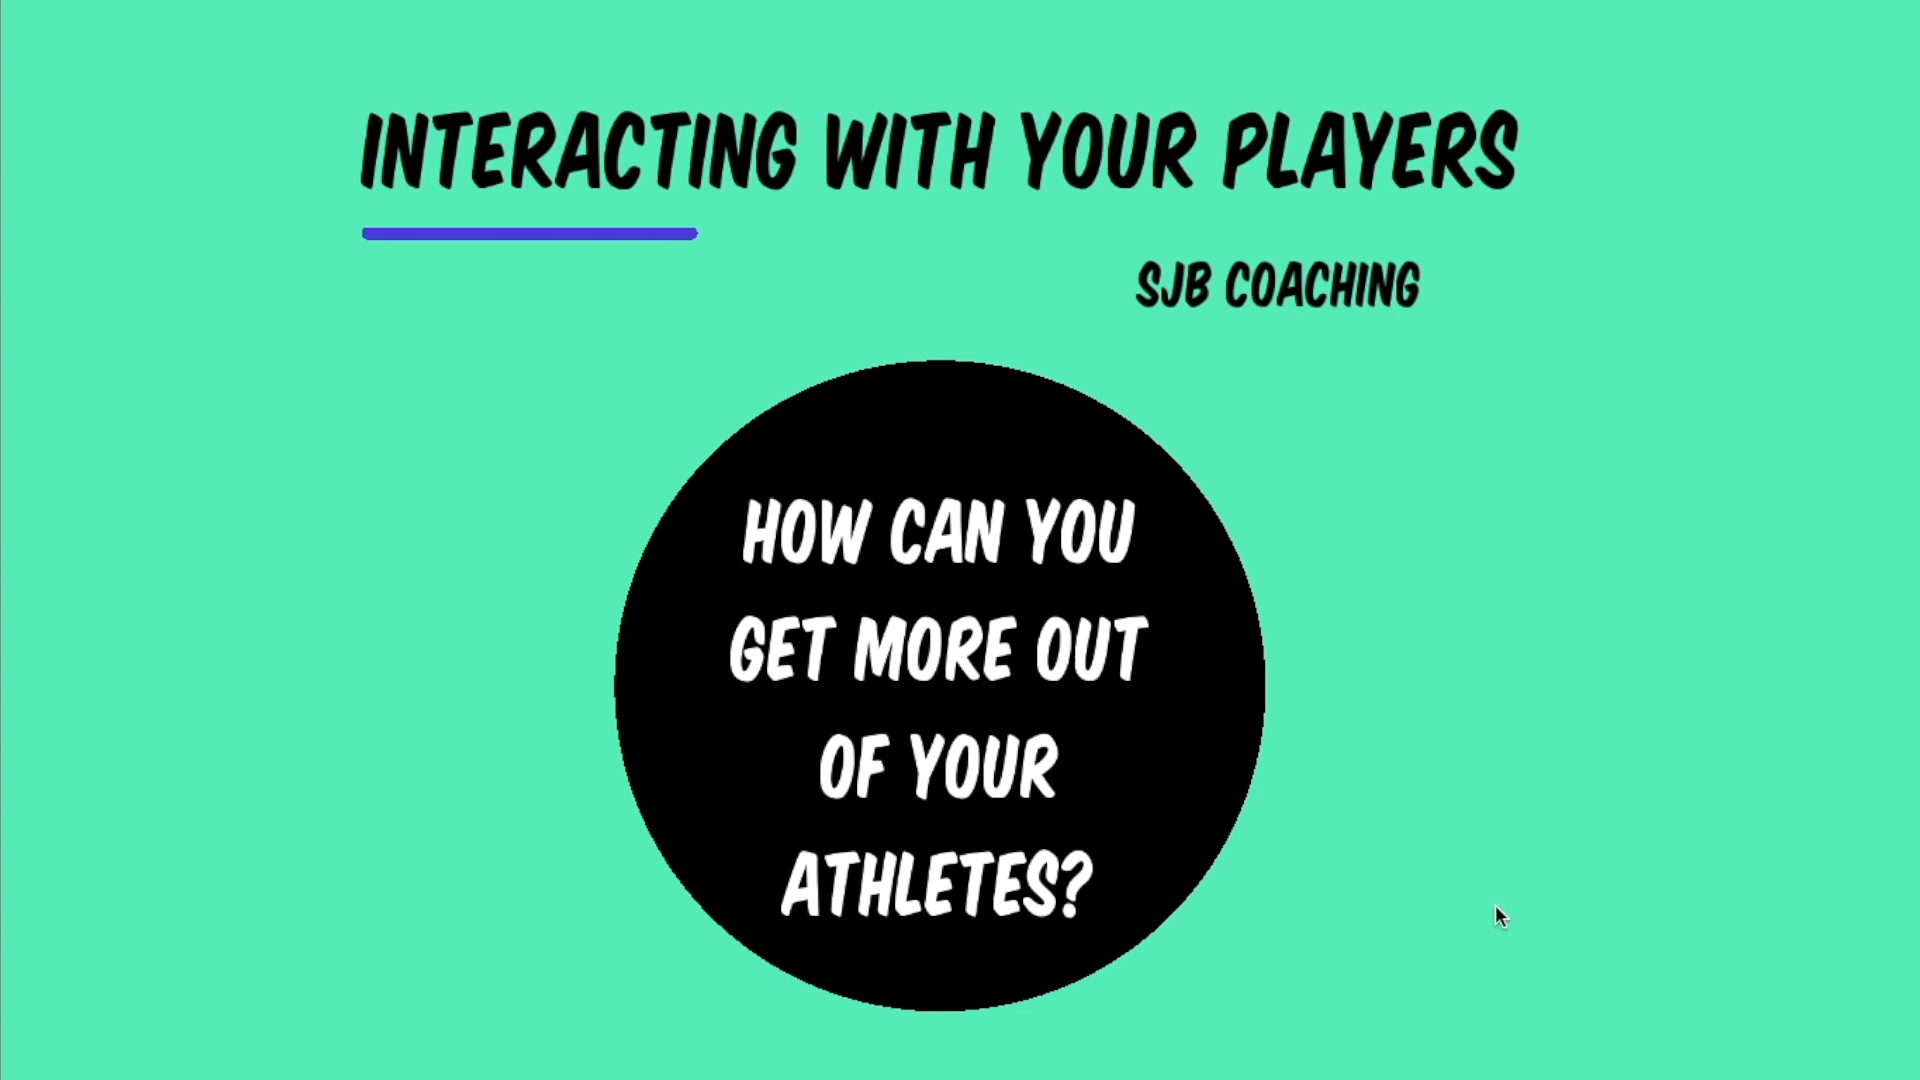 INTERACTING WITH YOUR PLAYERS
SJB COACHING
HOW CAN YOU
GET MORE OUT
OF YOUR
ATHLETES?